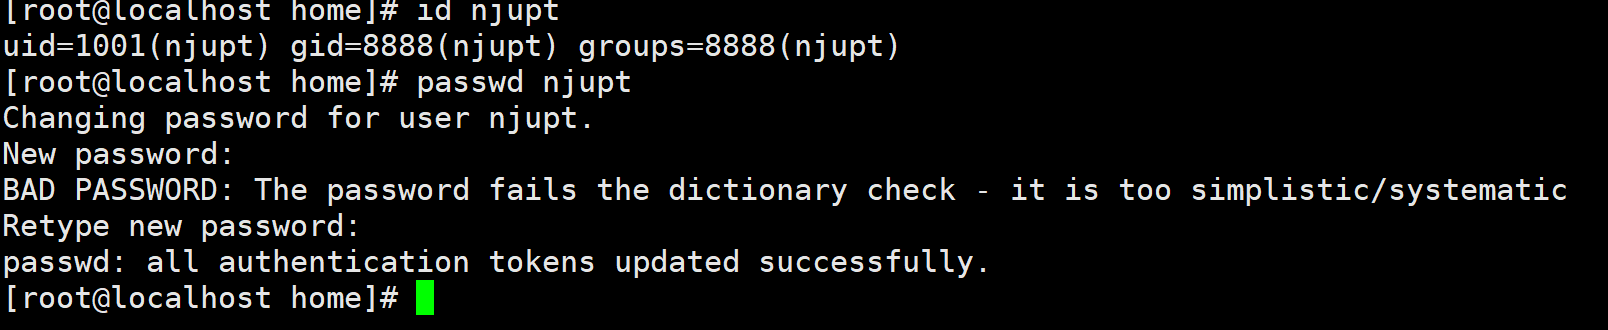 [root@localhost home]# id njupt
uid=1001(njupt) gid=8888(njupt) groups=8888(njupt)
[root@localhost home]# passwd njupt
Changing password for user njupt.
New password:
BAD PASSWORD: The password fails the dictionary check - it is too simplistic/systematic
Retype new password:
passwd: all authentication tokens updated successfully.
[root@localhost home]#